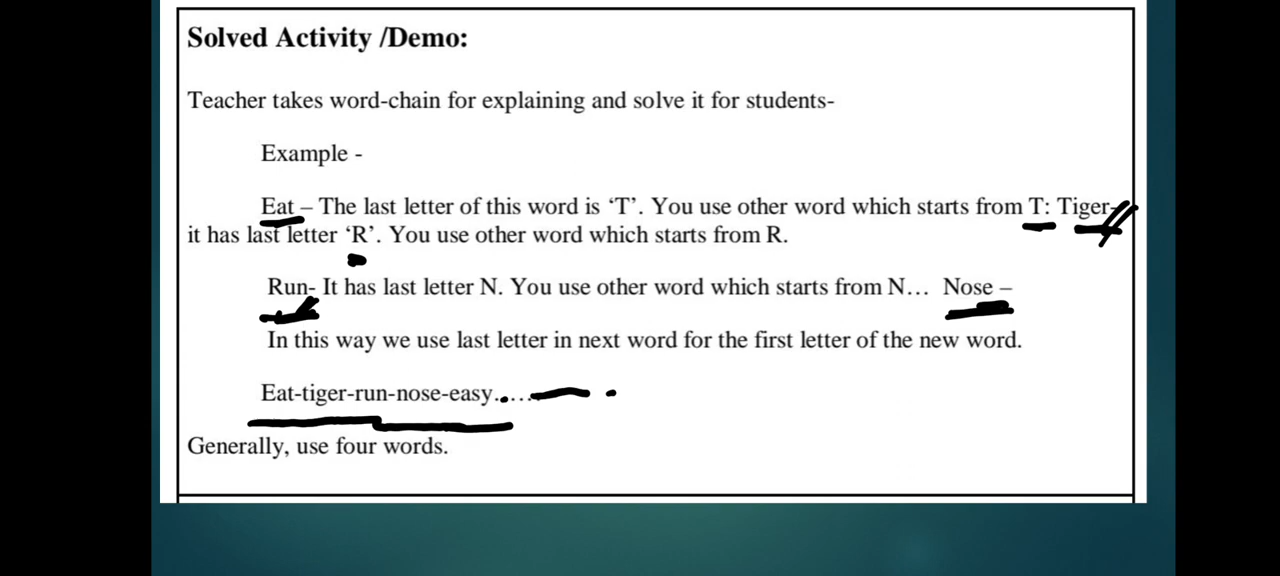 Solved Activity /Demo:
Teacher takes word-chain for explaining and solve it for students-
Example -
Eat – The last letter of this word is ‘T’. You use other word which starts from T: Tiger-
it has last letter ‘R’. You use other word which starts from R.
Run- It has last letter N. You use other word which starts from N… Nose –
In this way we use last letter in next word for the first letter of the new word.
Eat-tiger-run-nose-easy.….
Generally, use four words.